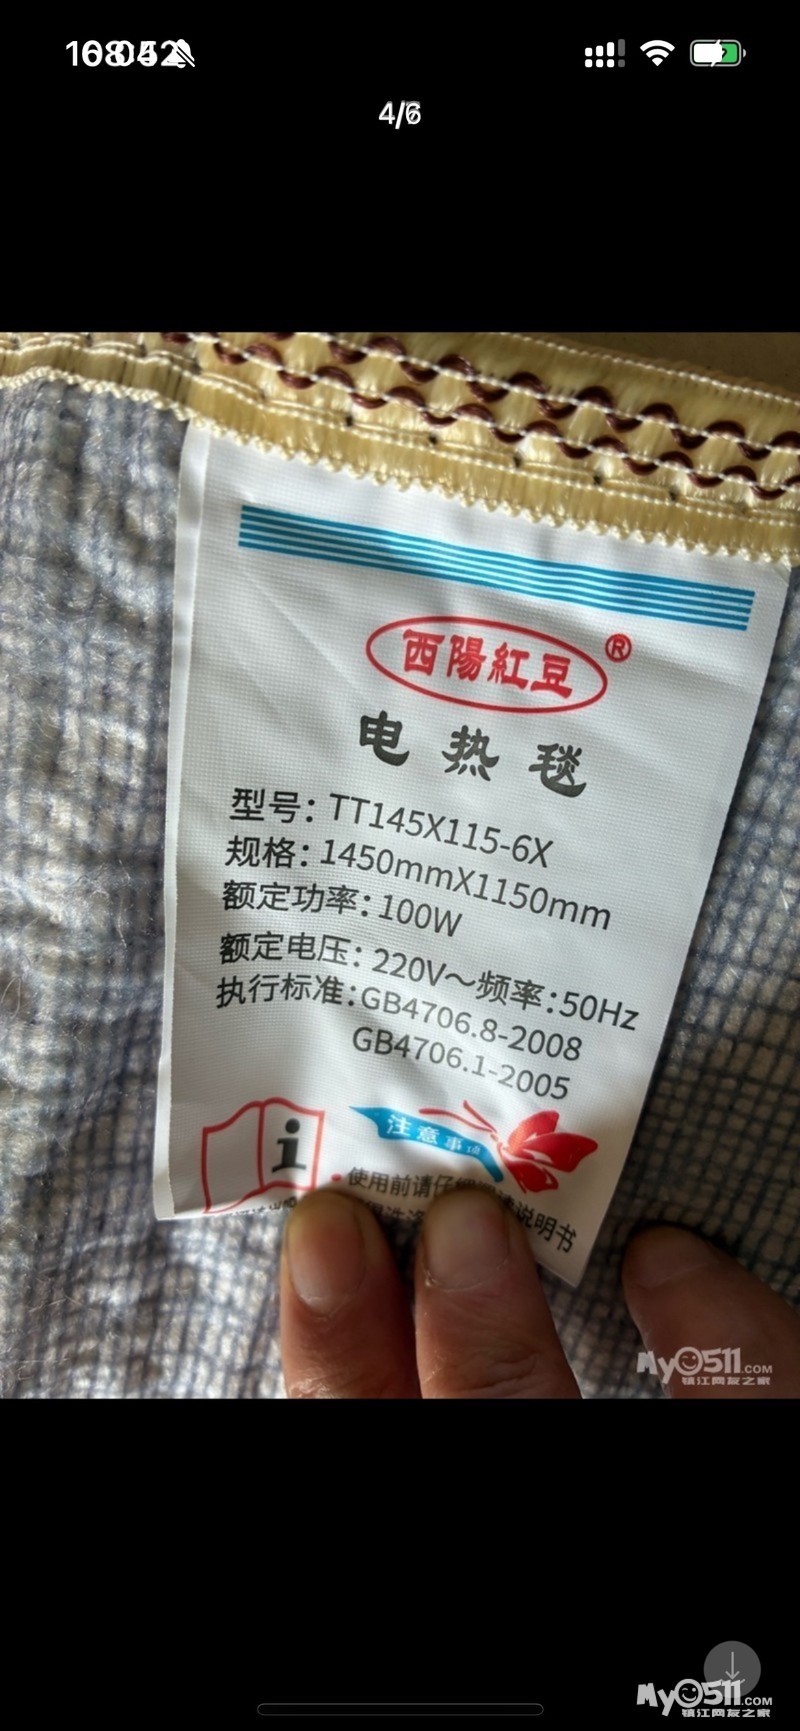 4/
西陽紅豆®
电热毯
型号：TT145X115-6X
规格：1450mmX1150mm
额定功率：100W
额定电压：220V～频率：50Hz
执行标准：GB4706.8-2008
GB4706.1-2005
注意事项
使用前请仔细 说明书
My0511.COM
镇江网友之家
My0511.COM
镇江网友之家